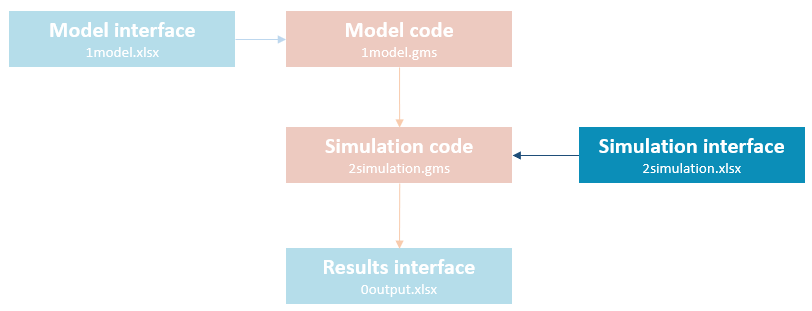 Model interface
1model.xlsx
Model code
1model.gms
Simulation code
2simulation.gms
Simulation interface
2simulation.xlsx
Results interface
0output.xlsx